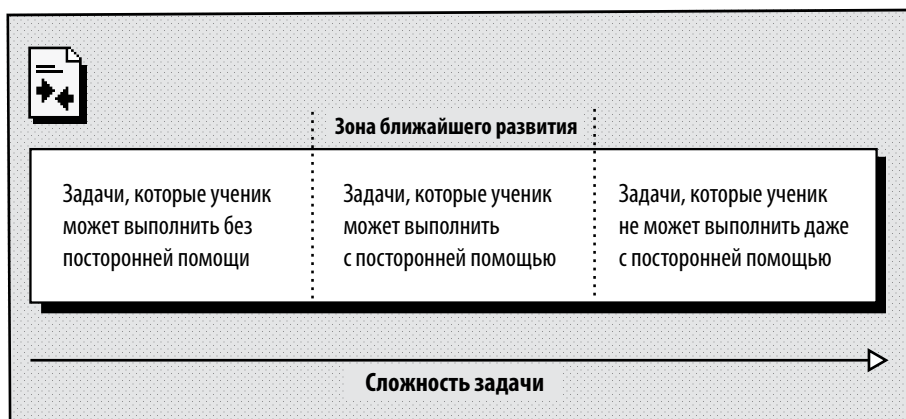 Зона ближайшего развития
Задачи, которые ученик
может выполнить без
посторонней помощи
Задачи, которые ученик
может выполнить
с посторонней помощью
Задачи, которые ученик
не может выполнить даже
с посторонней помощью
Сложность задачи